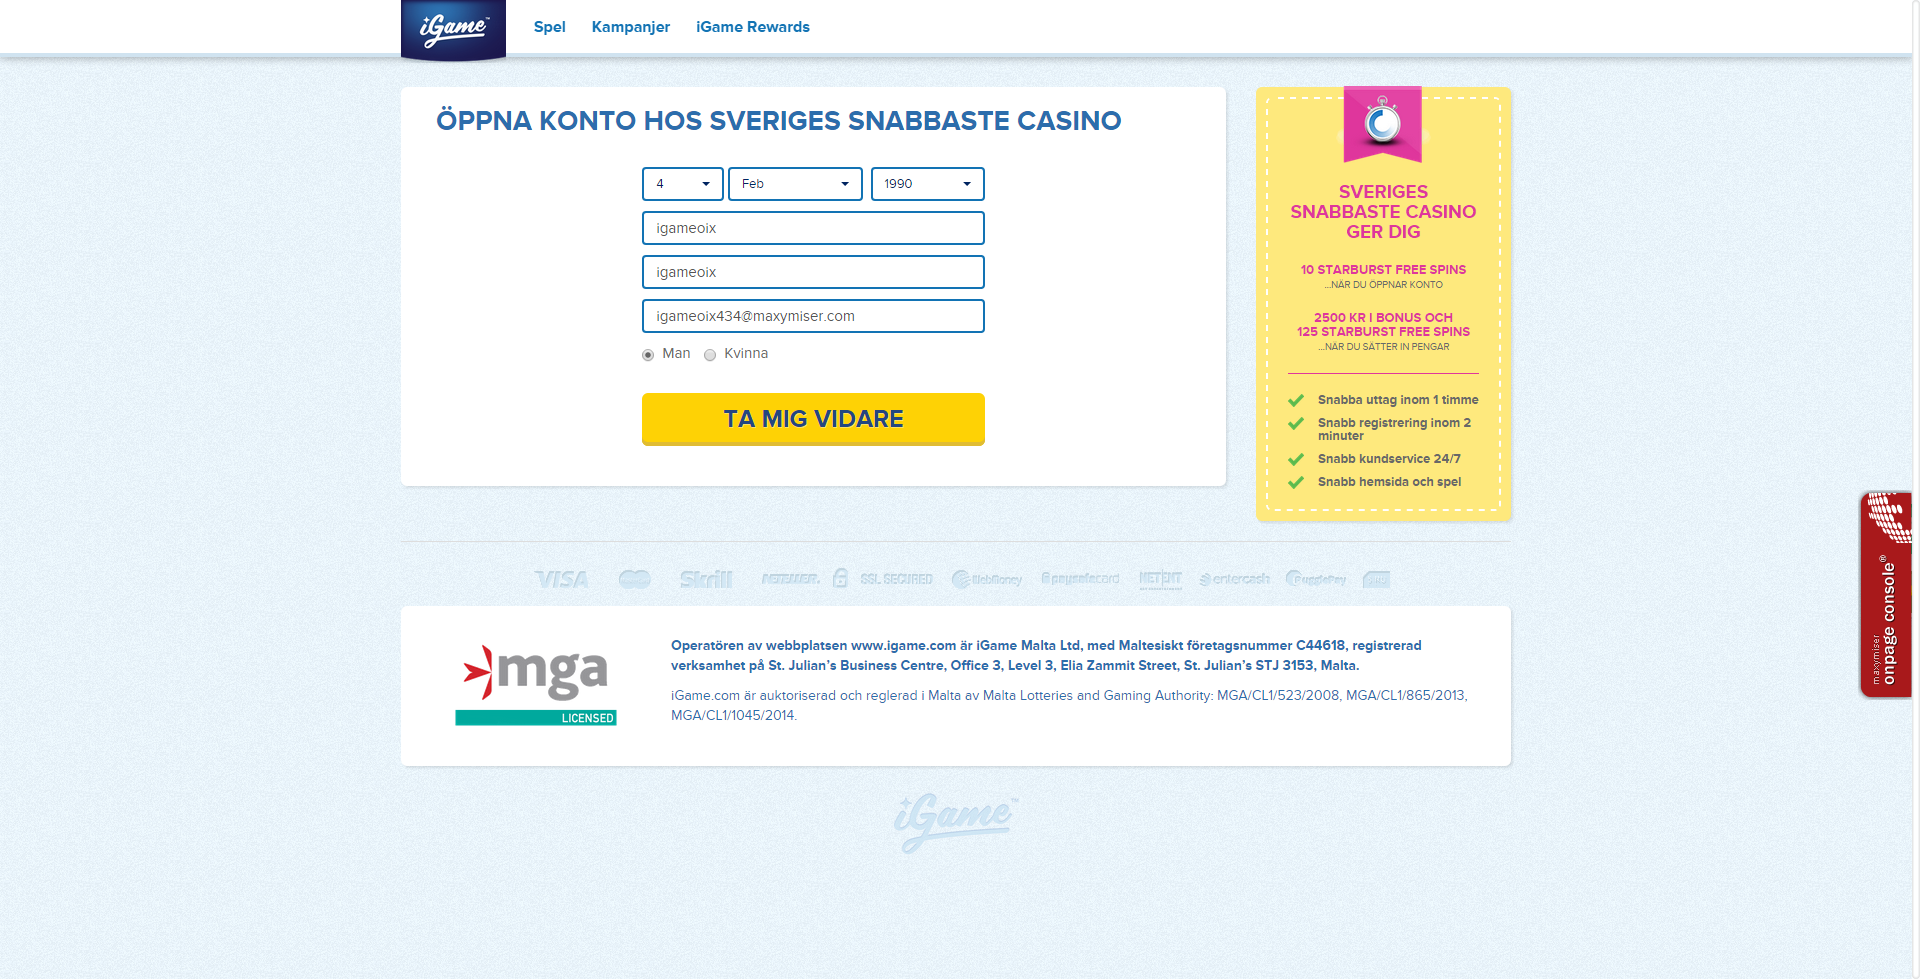 iGame™
Spel
Kampanjer
iGame Rewards
ÖPPNA KONTO HOS SVERIGES SNABBASTE CASINO
4
Feb
1990
igameoix
igameoix
igameoix434@maxymiser.com
Man
Kvinna
TA MIG VIDARE
SVERIGES
SNABBASTE CASINO
GER DIG
10 STARBURST FREE SPINS
...NÄR DU ÖPPNAR KONTO
2500 KR I BONUS OCH
125 STARBURST FREE SPINS
...NÄR DU SÄTTER IN PENGAR
Snabba uttag inom 1 timme
Snabb registrering inom 2
minuter
Snabb kundservice 24/7
Snabb hemsida och spel
maxymiser
onpage console®
VISA
Skrill
NETELLER.
SSL SECURED
WebMoney
paysafecard
NET ENT
entercash
PugglePay
mga
LICENSED
Operatören av webbplatsen www.igame.com är iGame Malta Ltd, med Maltesiskt företagsnummer C44618, registrerad
verksamhet på St. Julian's Business Centre, Office 3, Level 3, Elia Zammit Street, St. Julian's STJ 3153, Malta.
iGame.com är auktoriserad och reglerad i Malta av Malta Lotteries and Gaming Authority: MGA/CL1/523/2008, MGA/CL1/865/2013,
MGA/CL1/1045/2014.
iGame™